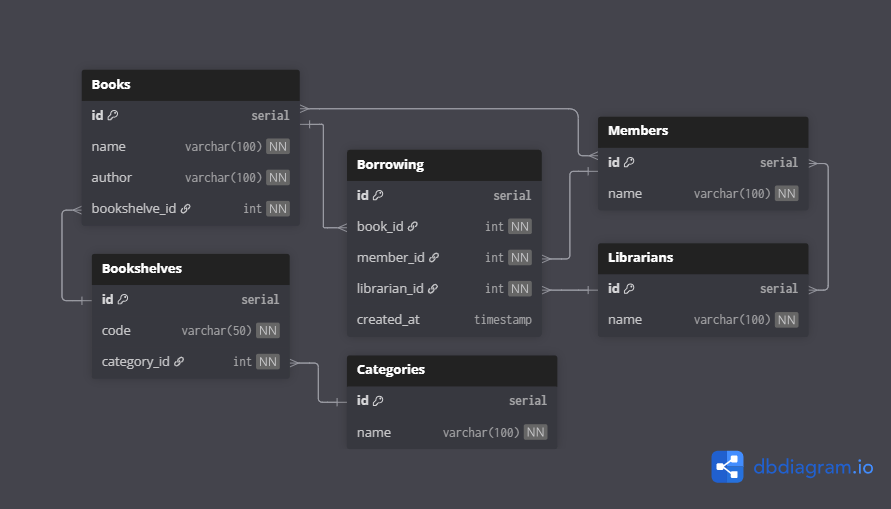 Books
id serial
name varchar(100) NN
author varchar(100) NN
bookshelve_id int NN
Bookshelves
id serial
code varchar(50) NN
category_id int NN
Borrowing
id serial
book_id int NN
member_id int NN
librarian_id int NN
created_at timestamp
Categories
id serial
name varchar(100) NN
Members
id serial
name varchar(100) NN
Librarians
id serial
name varchar(100) NN
dbdiagram.io